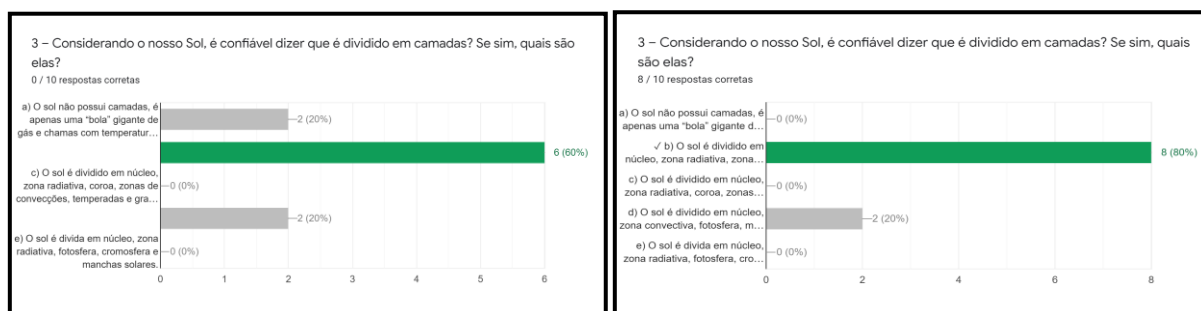 3 – Considerando o nosso Sol, é confiável dizer que é dividido em camadas? Se sim, quais são
elas?
0 / 10 respostas corretas
a) O sol não possui camadas, é
apenas uma “bola” gigante de
gás e chamas com temperatur…
2 (20%)
6 (60%)
c) O sol é dividido em núcleo,
zona radiativa, coroa, zonas de
convecções, temperadas e gra…
0 (0%)
2 (20%)
e) O sol é divida em núcleo, zona
radiativa, fotosfera, cromosfera e
manchas solares.
0 (0%)
0 1 2 3 4 5 6
3 – Considerando o nosso Sol, é confiável dizer que é dividido em camadas? Se sim, quais
são elas?
8 / 10 respostas corretas
a) O sol não possui camadas, é
apenas uma “bola” gigante d…
0 (0%)
✓ b) O sol é dividido em
núcleo, zona radiativa, zona…
8 (80%)
c) O sol é dividido em núcleo,
zona radiativa, coroa, zonas…
0 (0%)
d) O sol é dividido em núcleo,
zona convectiva, fotosfera, m…
2 (20%)
e) O sol é divida em núcleo,
zona radiativa, fotosfera, cro…
0 (0%)
0 2 4 6 8